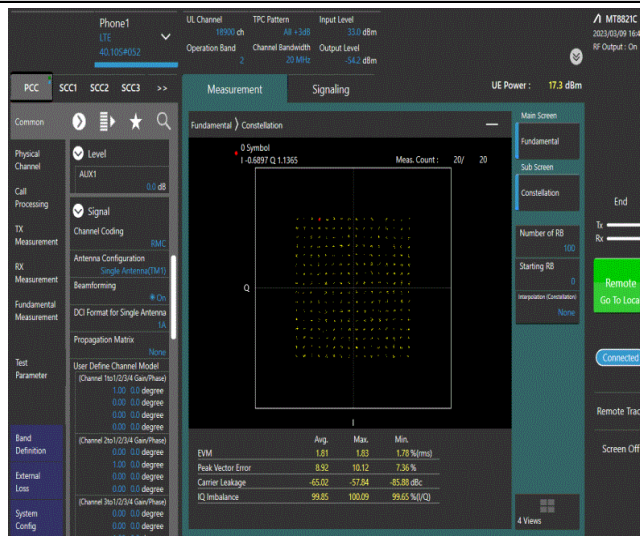 Phone1
LTE
40.10S#052
UL Channel
18900 ch
TPC Pattern
All +3dB
Input Level
33.0 dBm
Operation Band
2
Channel Bandwidth
20 MHz
Output Level
-54.2 dBm
MT8821C
2023/03/09 16:4
RF Output : On
PCC SCC1 SCC2 SCC3 >>
Measurement
Signaling
UE Power : 17.3 dBm
Common
Physical
Channel
Call
Processing
TX
Measurement
RX
Measurement
Fundamental
Measurement
Test
Parameter
Band
Definition
External
Loss
System
Config
Level
AUX1
0.0 dB
Signal
Channel Coding
RMC
Antenna Configuration
Single Antenna(TM1)
Beamforming
On
DCI Format for Single Antenna
1A
Propagation Matrix
None
User Define Channel Model
(Channel 1to1/2/3/4 Gain/Phase)
1.00 0.0 degree
0.00 0.0 degree
0.00 0.0 degree
0.00 0.0 degree
(Channel 2to1/2/3/4 Gain/Phase)
0.00 0.0 degree
1.00 0.0 degree
0.00 0.0 degree
0.00 0.0 degree
(Channel 3to1/2/3/4 Gain/Phase)
0.00 0.0 degree
0.00 0.0 degree
Fundamental ⟩ Constellation
0 Symbol
I -0.6897 Q 1.1365
Meas. Count : 20/ 20
Q
I
Avg. Max. Min.
EVM 1.81 1.83 1.78 %(rms)
Peak Vector Error 8.92 10.12 7.36 %
Carrier Leakage -65.02 -57.84 -85.88 dBc
IQ Imbalance 99.85 100.09 99.65 %(I/Q)
Main Screen
Fundamental
Sub Screen
Constellation
Number of RB
100
Starting RB
0
Interpolation (Constellation)
None
4 Views
End
Tx
Rx
Remote
Go To Loca
Connected
Remote Trac
Screen Off